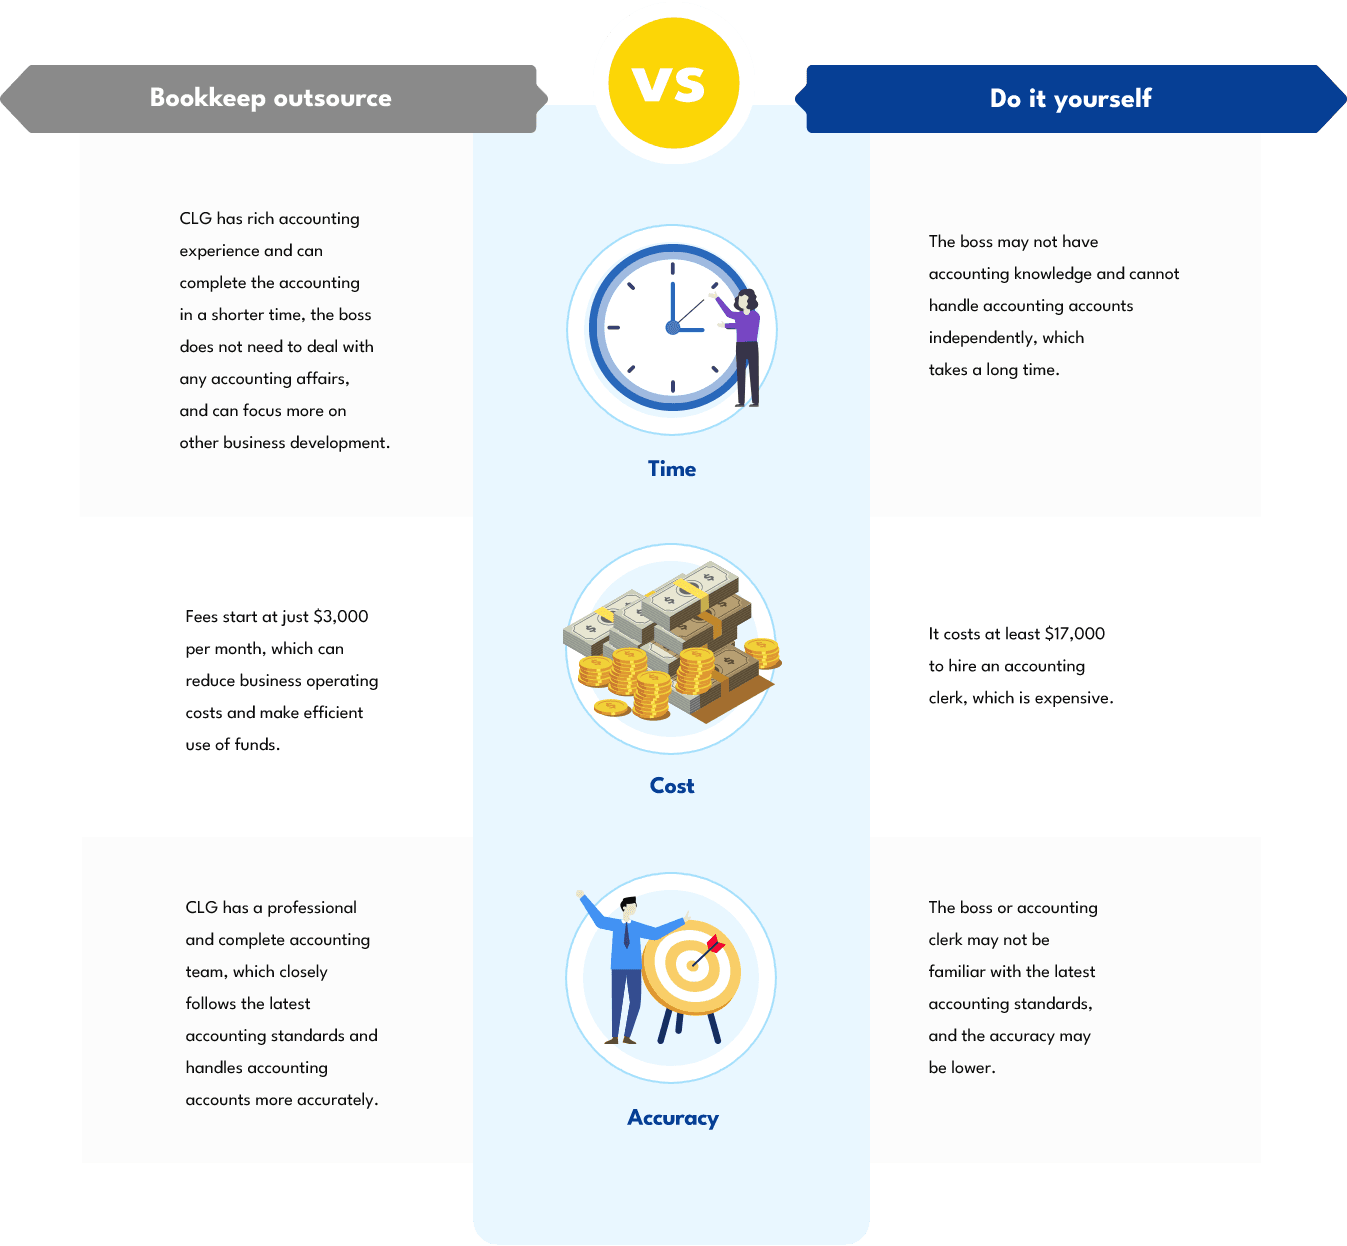 Bookkeep outsource
VS
Do it yourself
CLG has rich accounting
experience and can
complete the accounting
in a shorter time, the boss
does not need to deal with
any accounting affairs,
and can focus more on
other business development.
Time
The boss may not have
accounting knowledge and cannot
handle accounting accounts
independently, which
takes a long time.
Fees start at just $3,000
per month, which can
reduce business operating
costs and make efficient
use of funds.
Cost
It costs at least $17,000
to hire an accounting
clerk, which is expensive.
CLG has a professional
and complete accounting
team, which closely
follows the latest
accounting standards and
handles accounting
accounts more accurately.
Accuracy
The boss or accounting
clerk may not be
familiar with the latest
accounting standards,
and the accuracy may
be lower.